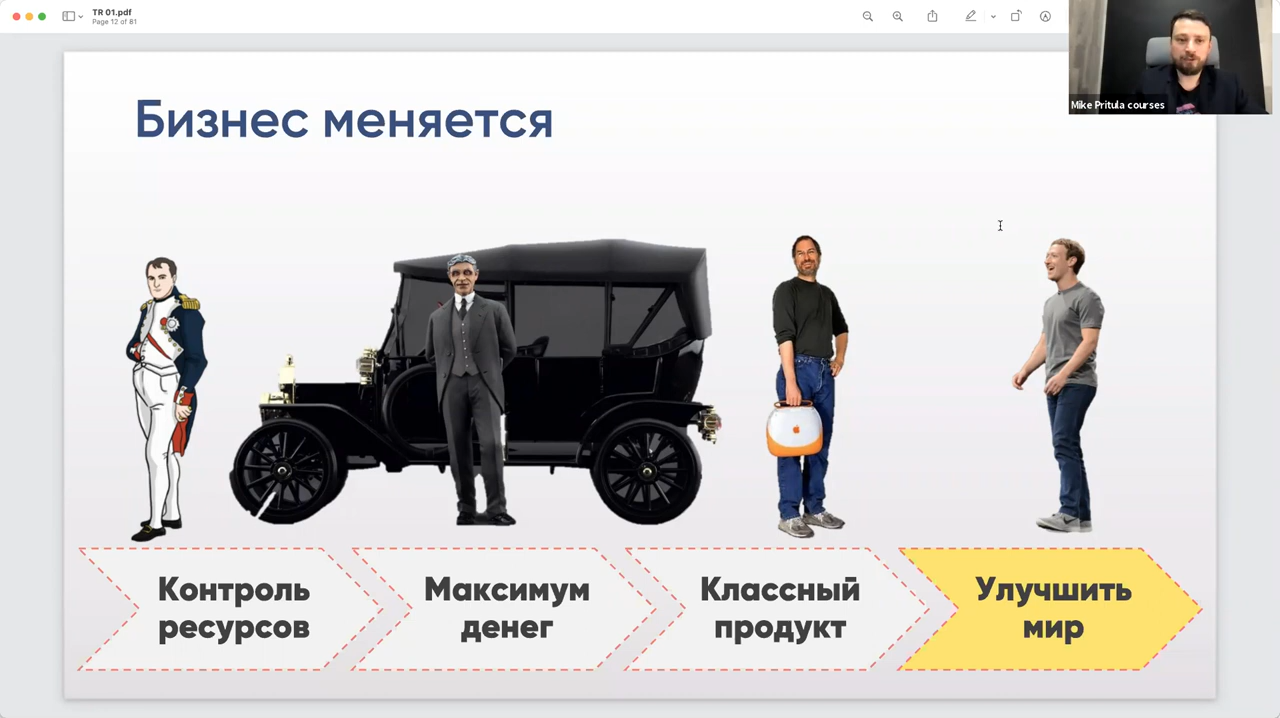 TR 01.pdf
Page 12 of 81
Mike Pritula courses
Бизнес меняется
Контроль
ресурсов
Максимум
денег
Классный
продукт
Улучшить
мир